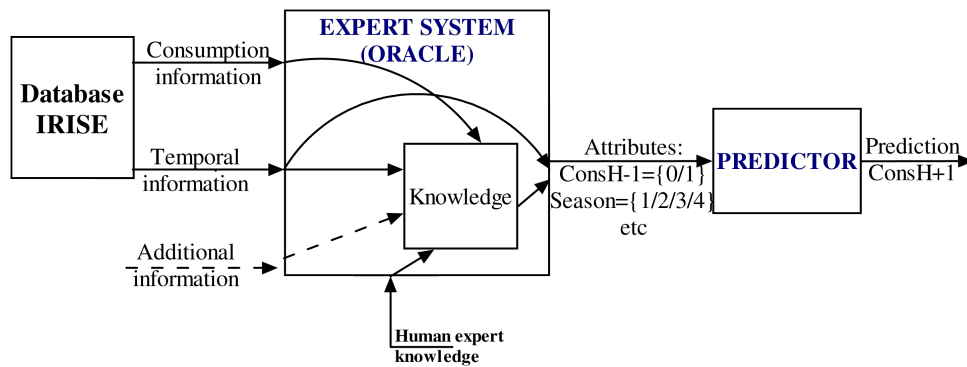 EXPERT SYSTEM
(ORACLE)
Consumption
information
Database
IRISE
Temporal
information
Knowledge
Attributes:
ConsH-1={0/1}
Season={1/2/3/4}
etc
PREDICTOR
Prediction
ConsH+1
Additional
information
Human expert
knowledge